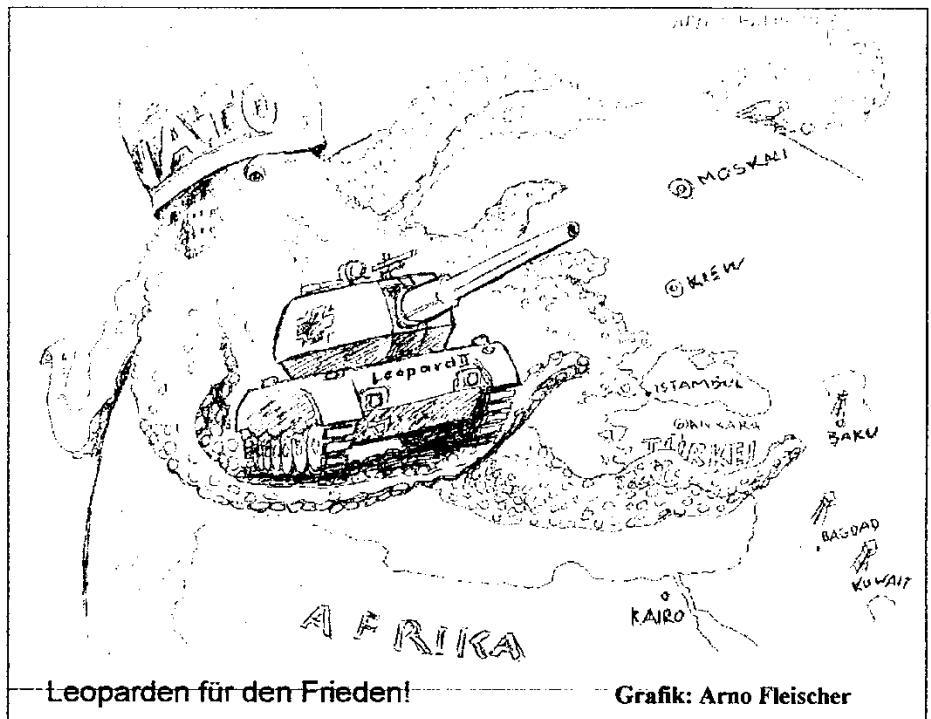 NATO
MOSKAU
KIEW
Leopard II
ISTAMBUL
ANKARA
TÜRKEI
BAKU
BAGDAD
KUWAIT
KAIRO
AFRIKA
Leoparden für den Frieden!
Grafik: Arno Fleischer